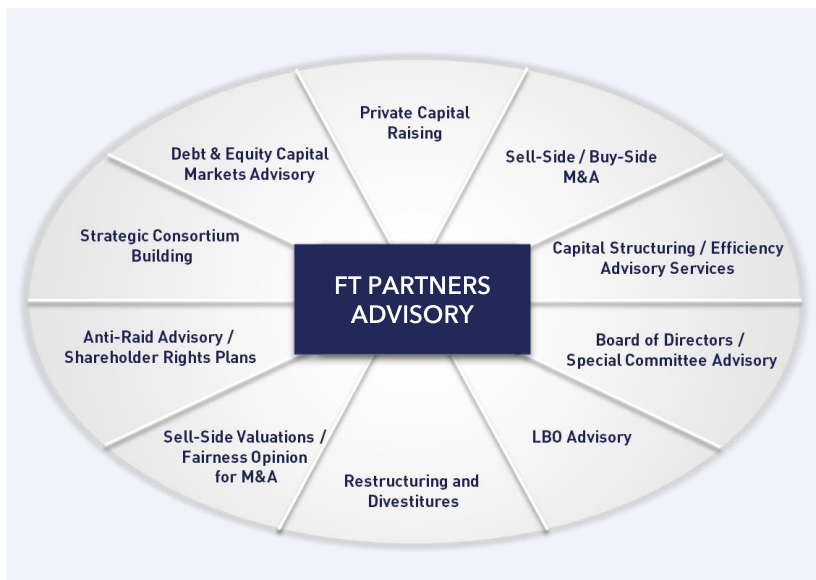 Private Capital
Raising
Sell-Side / Buy-Side
M&A
Capital Structuring / Efficiency
Advisory Services
Board of Directors /
Special Committee Advisory
LBO Advisory
Restructuring and
Divestitures
Sell-Side Valuations /
Fairness Opinion
for M&A
Anti-Raid Advisory /
Shareholder Rights Plans
Strategic Consortium
Building
Debt & Equity Capital
Markets Advisory
FT PARTNERS
ADVISORY